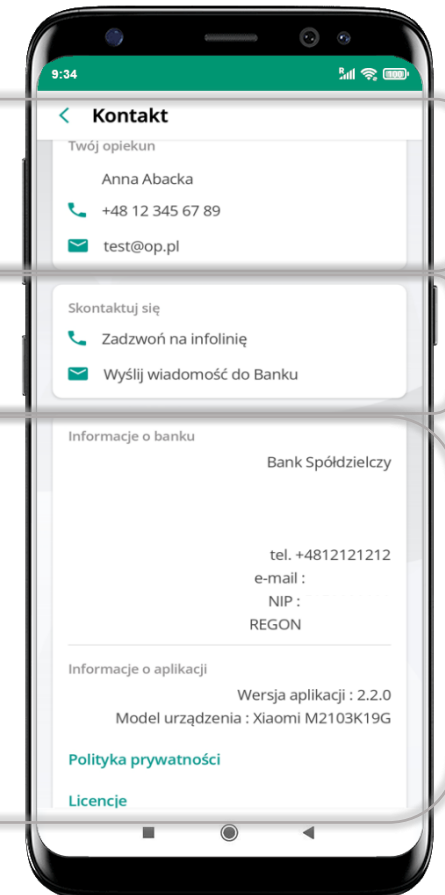 9:34
Kontakt
Twój opiekun
Anna Abacka
+48 12 345 67 89
test@op.pl
Skontaktuj się
Zadzwoń na infolinię
Wyślij wiadomość do Banku
Informacje o banku
Bank Spółdzielczy
tel. +4812121212
e-mail :
NIP :
REGON
Informacje o aplikacji
Wersja aplikacji : 2.2.0
Model urządzenia : Xiaomi M2103K19G
Polityka prywatności
Licencje